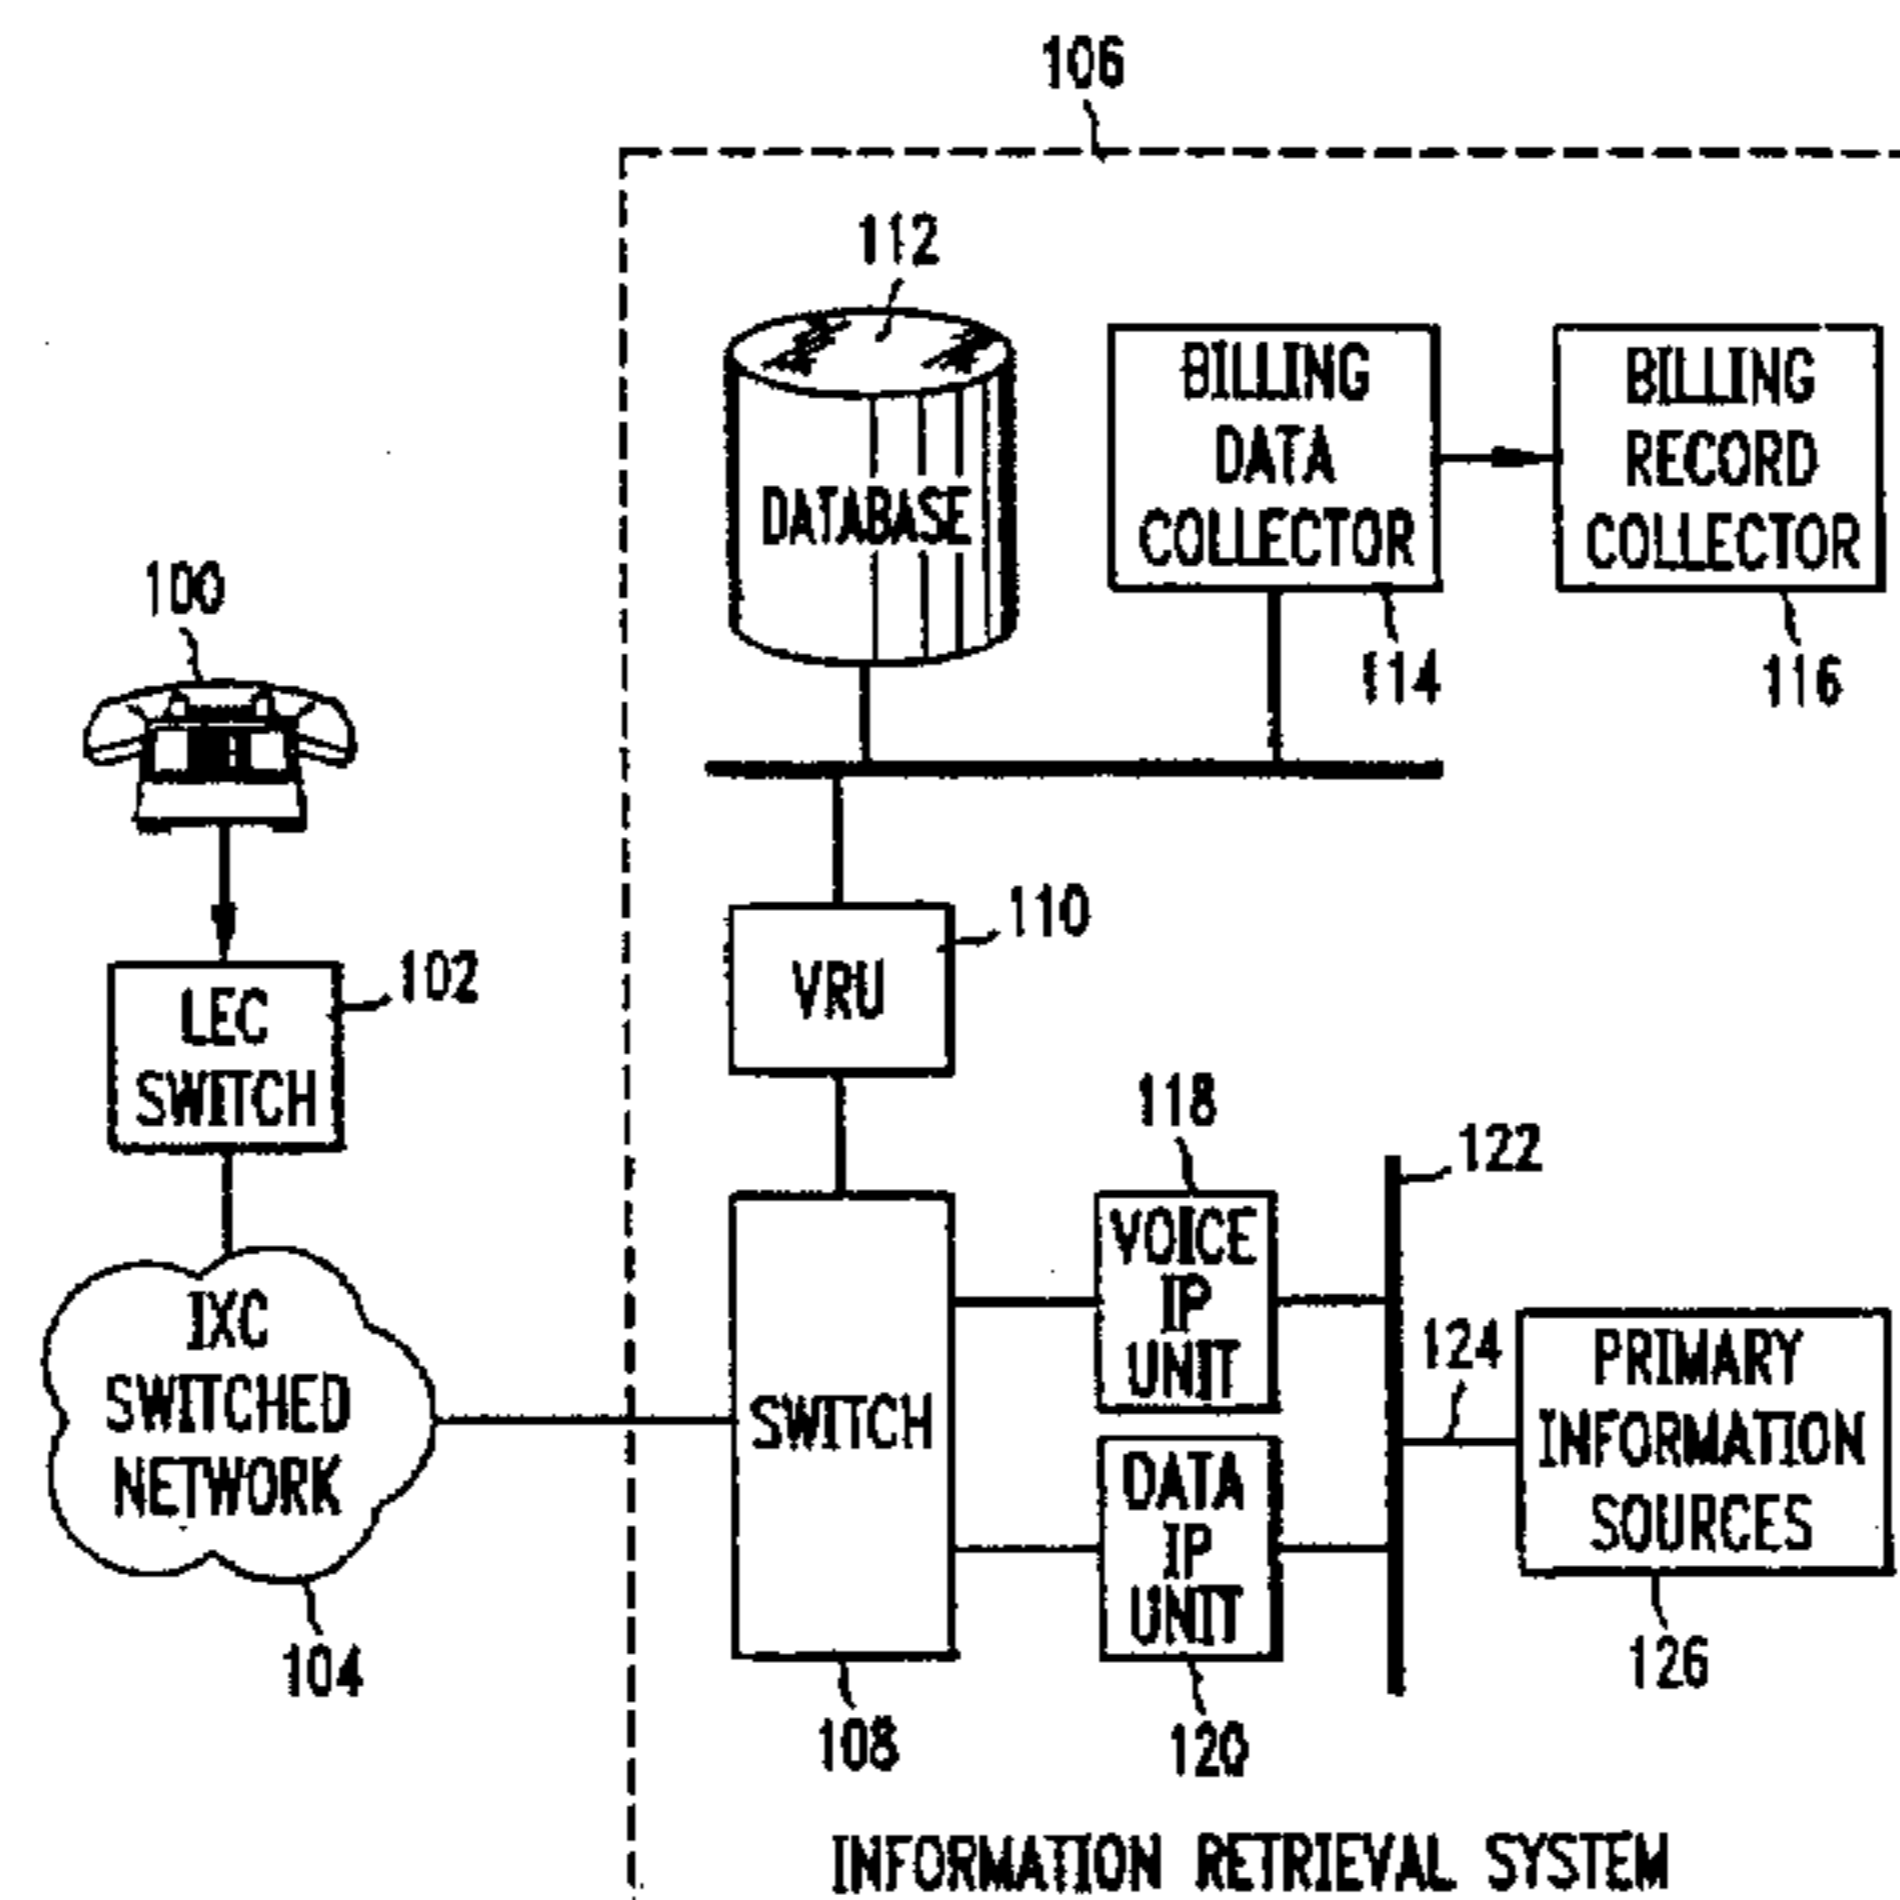 106
112
DATABASE
BILLING
DATA
COLLECTOR
114
BILLING
RECORD
COLLECTOR
116
100
LEC
SWITCH
102
IXC
SWITCHED
NETWORK
104
VRU
110
SWITCH
108
118
VOICE
IP
UNIT
DATA
IP
UNIT
120
122
124
PRIMARY
INFORMATION
SOURCES
126
INFORMATION RETRIEVAL SYSTEM